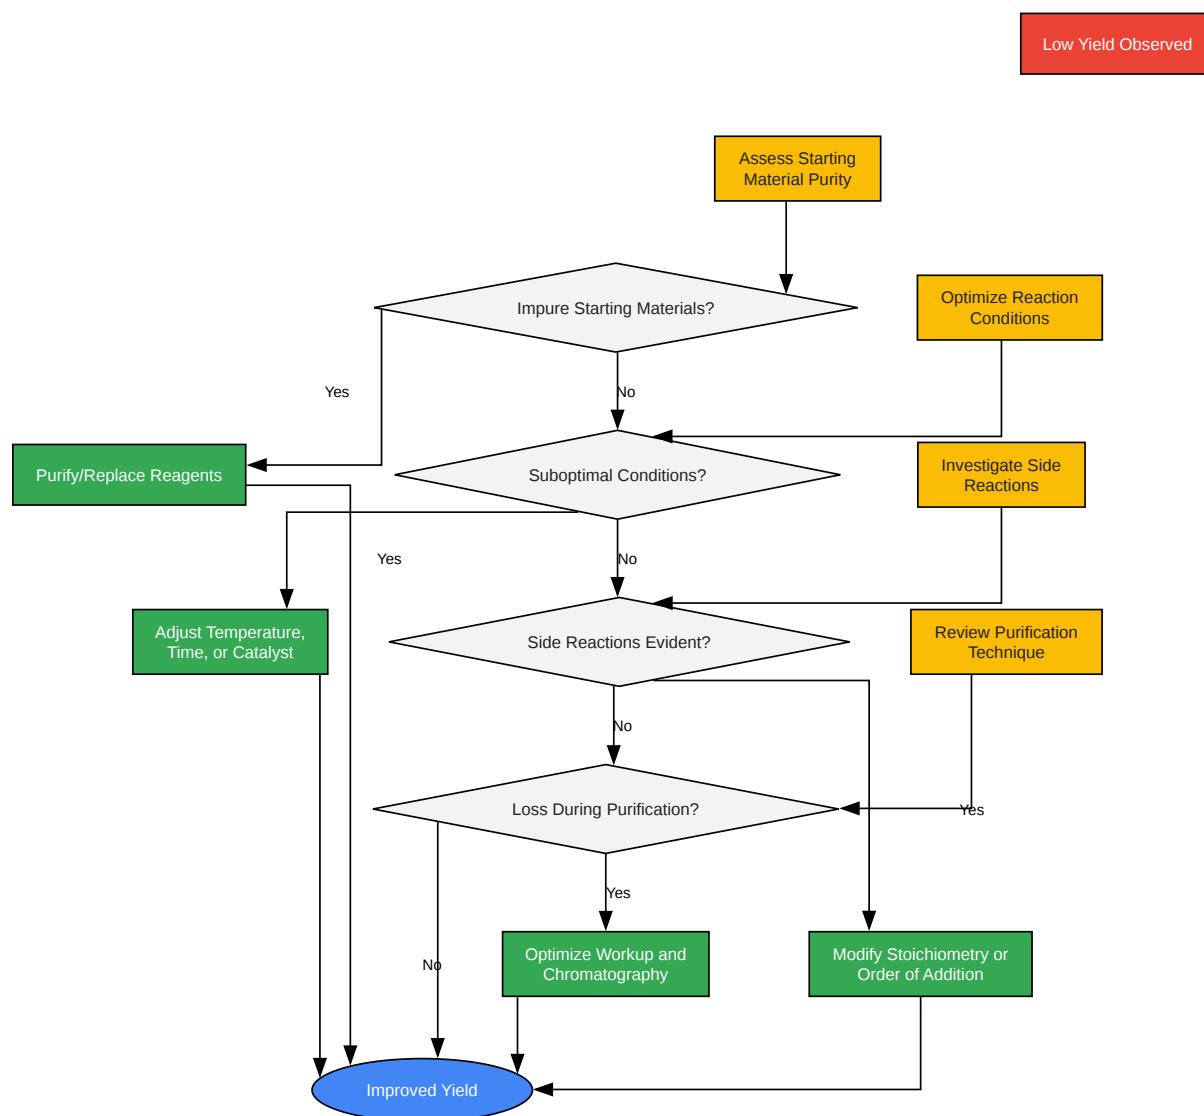 Low Yield Observed
Assess Starting
Material Purity
Impure Starting Materials?
Optimize Reaction
Conditions
Yes
No
Purify/Replace Reagents
Suboptimal Conditions?
Investigate Side
Reactions
Yes
No
Adjust Temperature,
Time, or Catalyst
Side Reactions Evident?
Review Purification
Technique
No
Loss During Purification?
Yes
Yes
Optimize Workup and
Chromatography
Modify Stoichiometry or
Order of Addition
No
Improved Yield